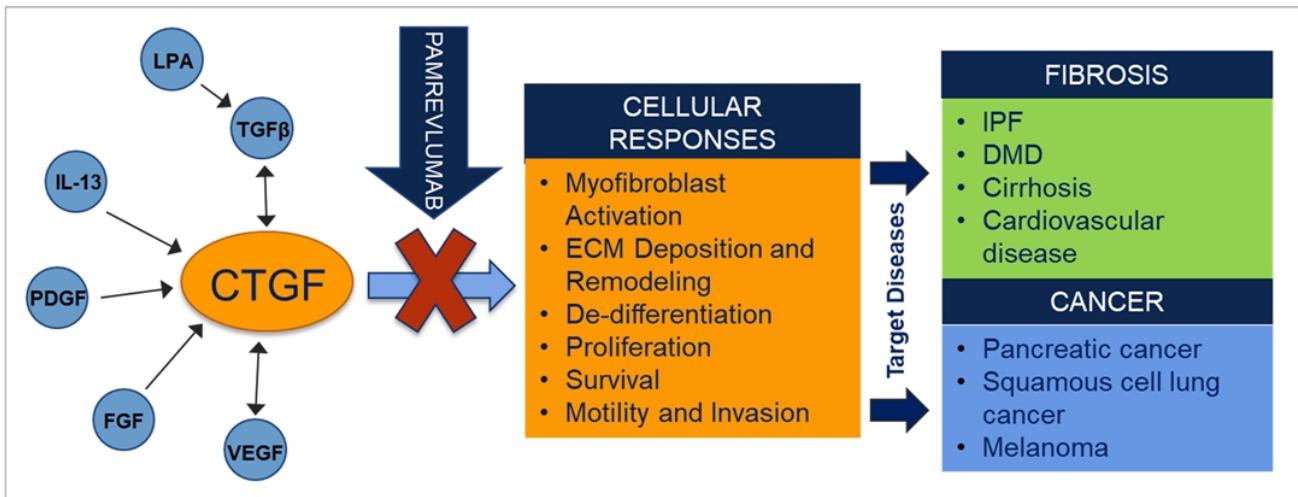 LPA
TGFβ
IL-13
PDGF
FGF
VEGF
CTGF
PAMREVLUMAB
CELLULAR
RESPONSES
• Myofibroblast
Activation
• ECM Deposition and
Remodeling
• De-differentiation
• Proliferation
• Survival
• Motility and Invasion
Target Diseases
FIBROSIS
• IPF
• DMD
• Cirrhosis
• Cardiovascular
disease
CANCER
• Pancreatic cancer
• Squamous cell lung
cancer
• Melanoma